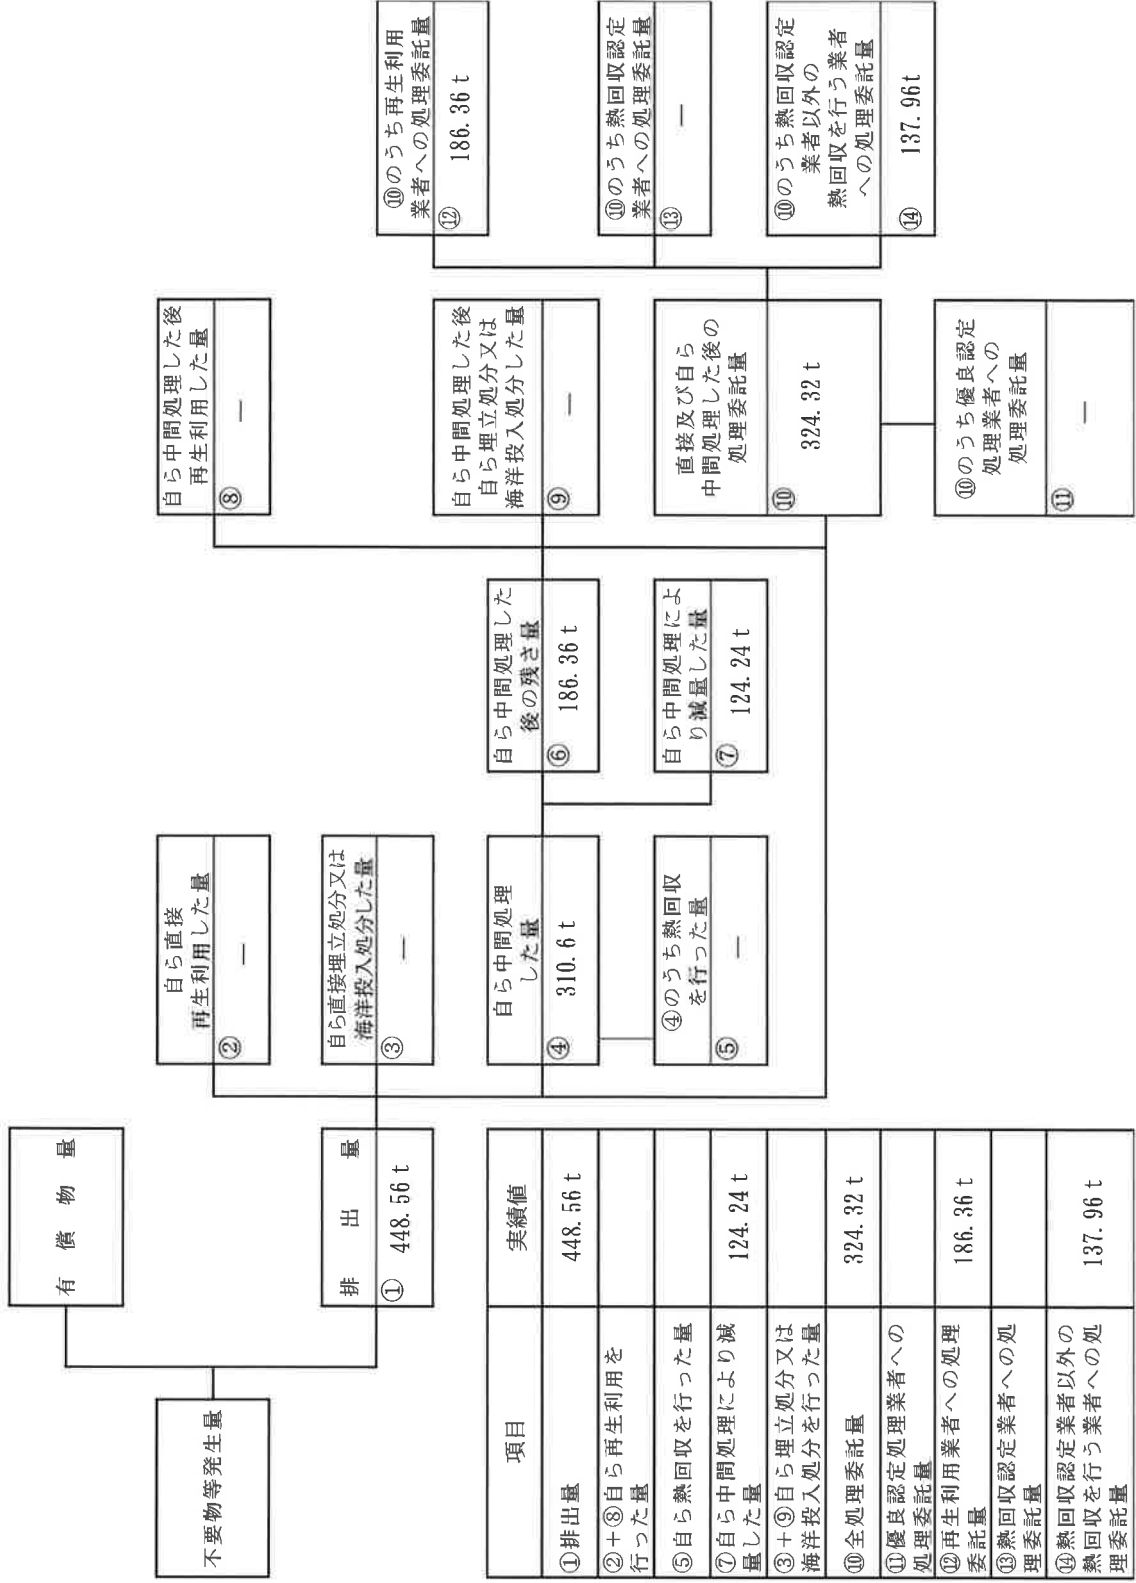 不要物等発生量
有償物量
排出量
① 448.56 t
自ら直接
再生利用した量
②
－
自ら直接埋立処分又は
海洋投入処分した量
③
－
自ら中間処理
した量
④ 310.6 t
④のうち熱回収
を行った量
⑤
－
自ら中間処理した
後の残さ量
⑥ 186.36 t
自ら中間処理によ
り減量した量
⑦ 124.24 t
自ら中間処理した後
再生利用した量
⑧
－
自ら中間処理した後
自ら埋立処分又は
海洋投入処分した量
⑨
－
直接及び自ら
中間処理した後の
処理委託量
⑩ 324.32 t
⑩のうち優良認定
処理業者への
処理委託量
⑪
－
⑩のうち再生利用
業者への処理委託量
⑫ 186.36 t
⑩のうち熱回収認定
業者への処理委託量
⑬
－
⑩のうち熱回収認定
業者以外の
熱回収を行う業者
への処理委託量
⑭ 137.96t
項目 実績値
①排出量 448.56 t
②＋⑧自ら再生利用を
行った量
⑤自ら熱回収を行った量
⑦自ら中間処理により減
量した量 124.24 t
③＋⑨自ら埋立処分又は
海洋投入処分を行った量
⑩全処理委託量 324.32 t
⑪優良認定処理業者への
処理委託量
⑫再生利用業者への処理
委託量 186.36 t
⑬熱回収認定業者への処
理委託量
⑭熱回収認定業者以外の
熱回収を行う業者への処
理委託量 137.96 t